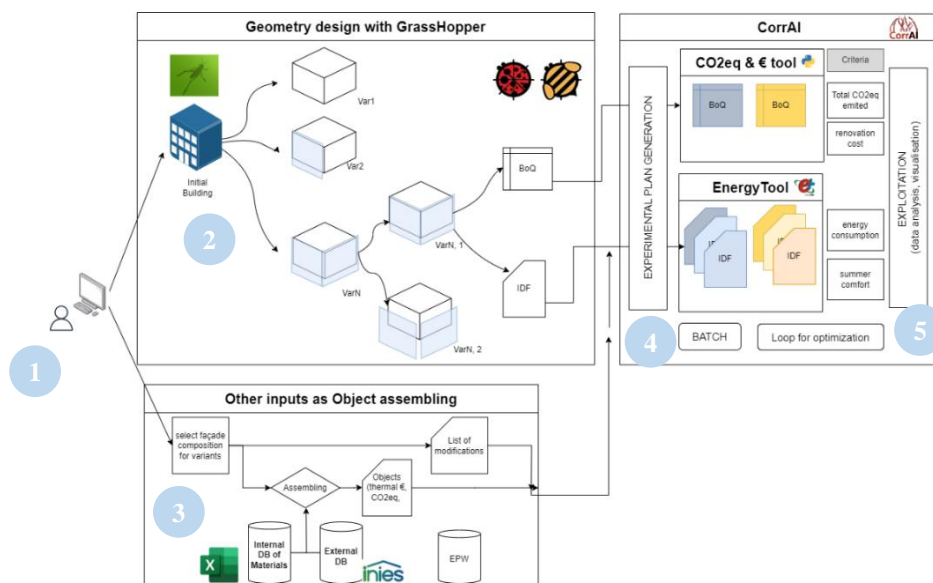 Geometry design with GrassHopper
Var1
Var2
Initial
Building
2
VarN
VarN, 1
VarN, 2
BoQ
IDF
1
CorrAI
CorrAI
EXPERIMENTAL PLAN GENERATION
CO2eq & € tool
BoQ
BoQ
Criteria
Total CO2eq
emited
renovation
cost
EnergyTool
IDF
IDF
IDF
IDF
energy
consumption
summer
comfort
EXPLOITATION
(data analysis, visualisation)
4
BATCH
Loop for optimization
5
Other inputs as Object assembling
select façade
composition
for variants
List of
modifications
Assembling
Objects
(thermal €,
CO2eq,
3
Internal
DB of
Materials
External
DB
inies
EPW
X